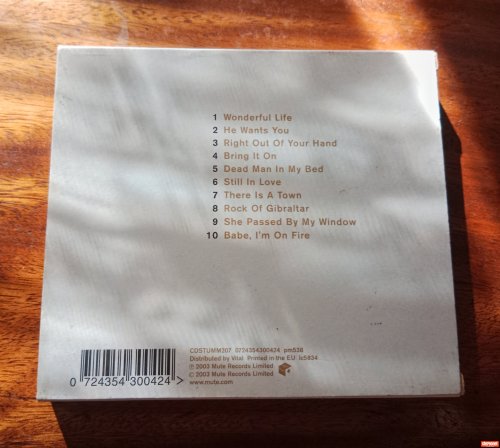 1 Wonderful Life
2 He Wants You
3 Right Out Of Your Hand
4 Bring It On
5 Dead Man In My Bed
6 Still In Love
7 There Is A Town
8 Rock Of Gibraltar
9 She Passed By My Window
10 Babe, I'm On Fire
CDSTUMM207 0724354300424 pm538
Distributed by Vital Printed in the EU lc5834
℗ 2003 Mute Records Limited
© 2003 Mute Records Limited
www.mute.com
0 724354 300424 >